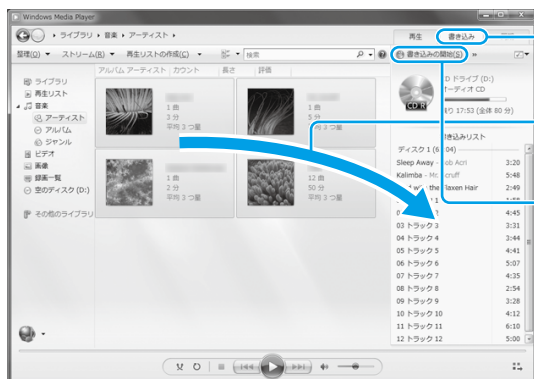 Windows Media Player
ライブラリ ▸ 音楽 ▸ アーティスト ▸
再生
書き込み
整理(O)
ストリーム(R)
再生リストの作成(C)
検索
書き込みの開始(S)
アルバム アーティスト
カウント
長さ
評価
ライブラリ
再生リスト
音楽
アーティスト
アルバム
ジャンル
ビデオ
画像
録画一覧
空のディスク (D:)
その他のライブラリ
1 曲
3 分
平均 3 つ星
1 曲
5 分
平均 3 つ星
1 曲
2 分
平均 3 つ星
12 曲
50 分
平均 3 つ星
CD R
ドライブ (D:)
ーディオ CD
り 17:53 (全体 80 分)
き込みリスト
ディスク 1
Sleep Away - Bob Acri 3:20
Kalimba - Mr. Scruff 5:48
the Flaxen Hair 2:49
4:45
03 トラック 3 3:31
04 トラック 4 3:44
05 トラック 5 4:41
06 トラック 6 5:07
07 トラック 7 4:35
08 トラック 8 2:54
09 トラック 9 3:28
10 トラック 10 4:12
11 トラック 11 6:10
12 トラック 12 5:00